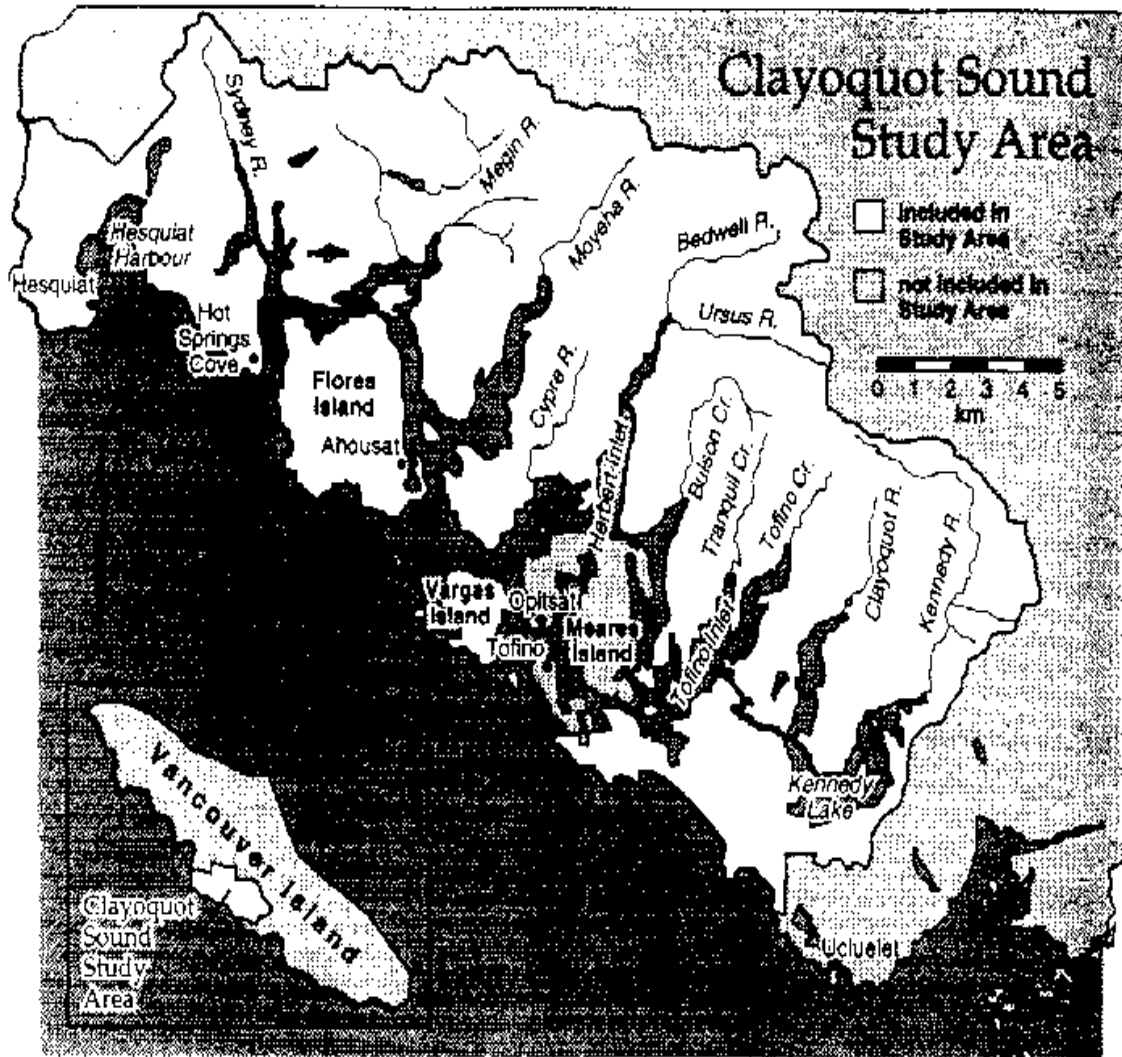 Clayoquot Sound
Study Area
included in
Study Area
not included in
Study Area
0 1 2 3 4 5
km
Sydney R.
Megin R.
Moyeha R.
Bedwell R.
Ursus R.
Hesquiat
Harbour
Hesquiat
Hot
Springs
Cove
Flores
Island
Ahousat
Cypre R.
Herbert Inlet
Bulson Cr.
Tranquil Cr.
Tofino Cr.
Clayoquot R.
Kennedy R.
Vargas
Island
Opitsat
Tofino
Meares
Island
Tofino Inlet
Kennedy
Lake
Ucluelet
Vancouver Island
Clayoquot
Sound
Study
Area